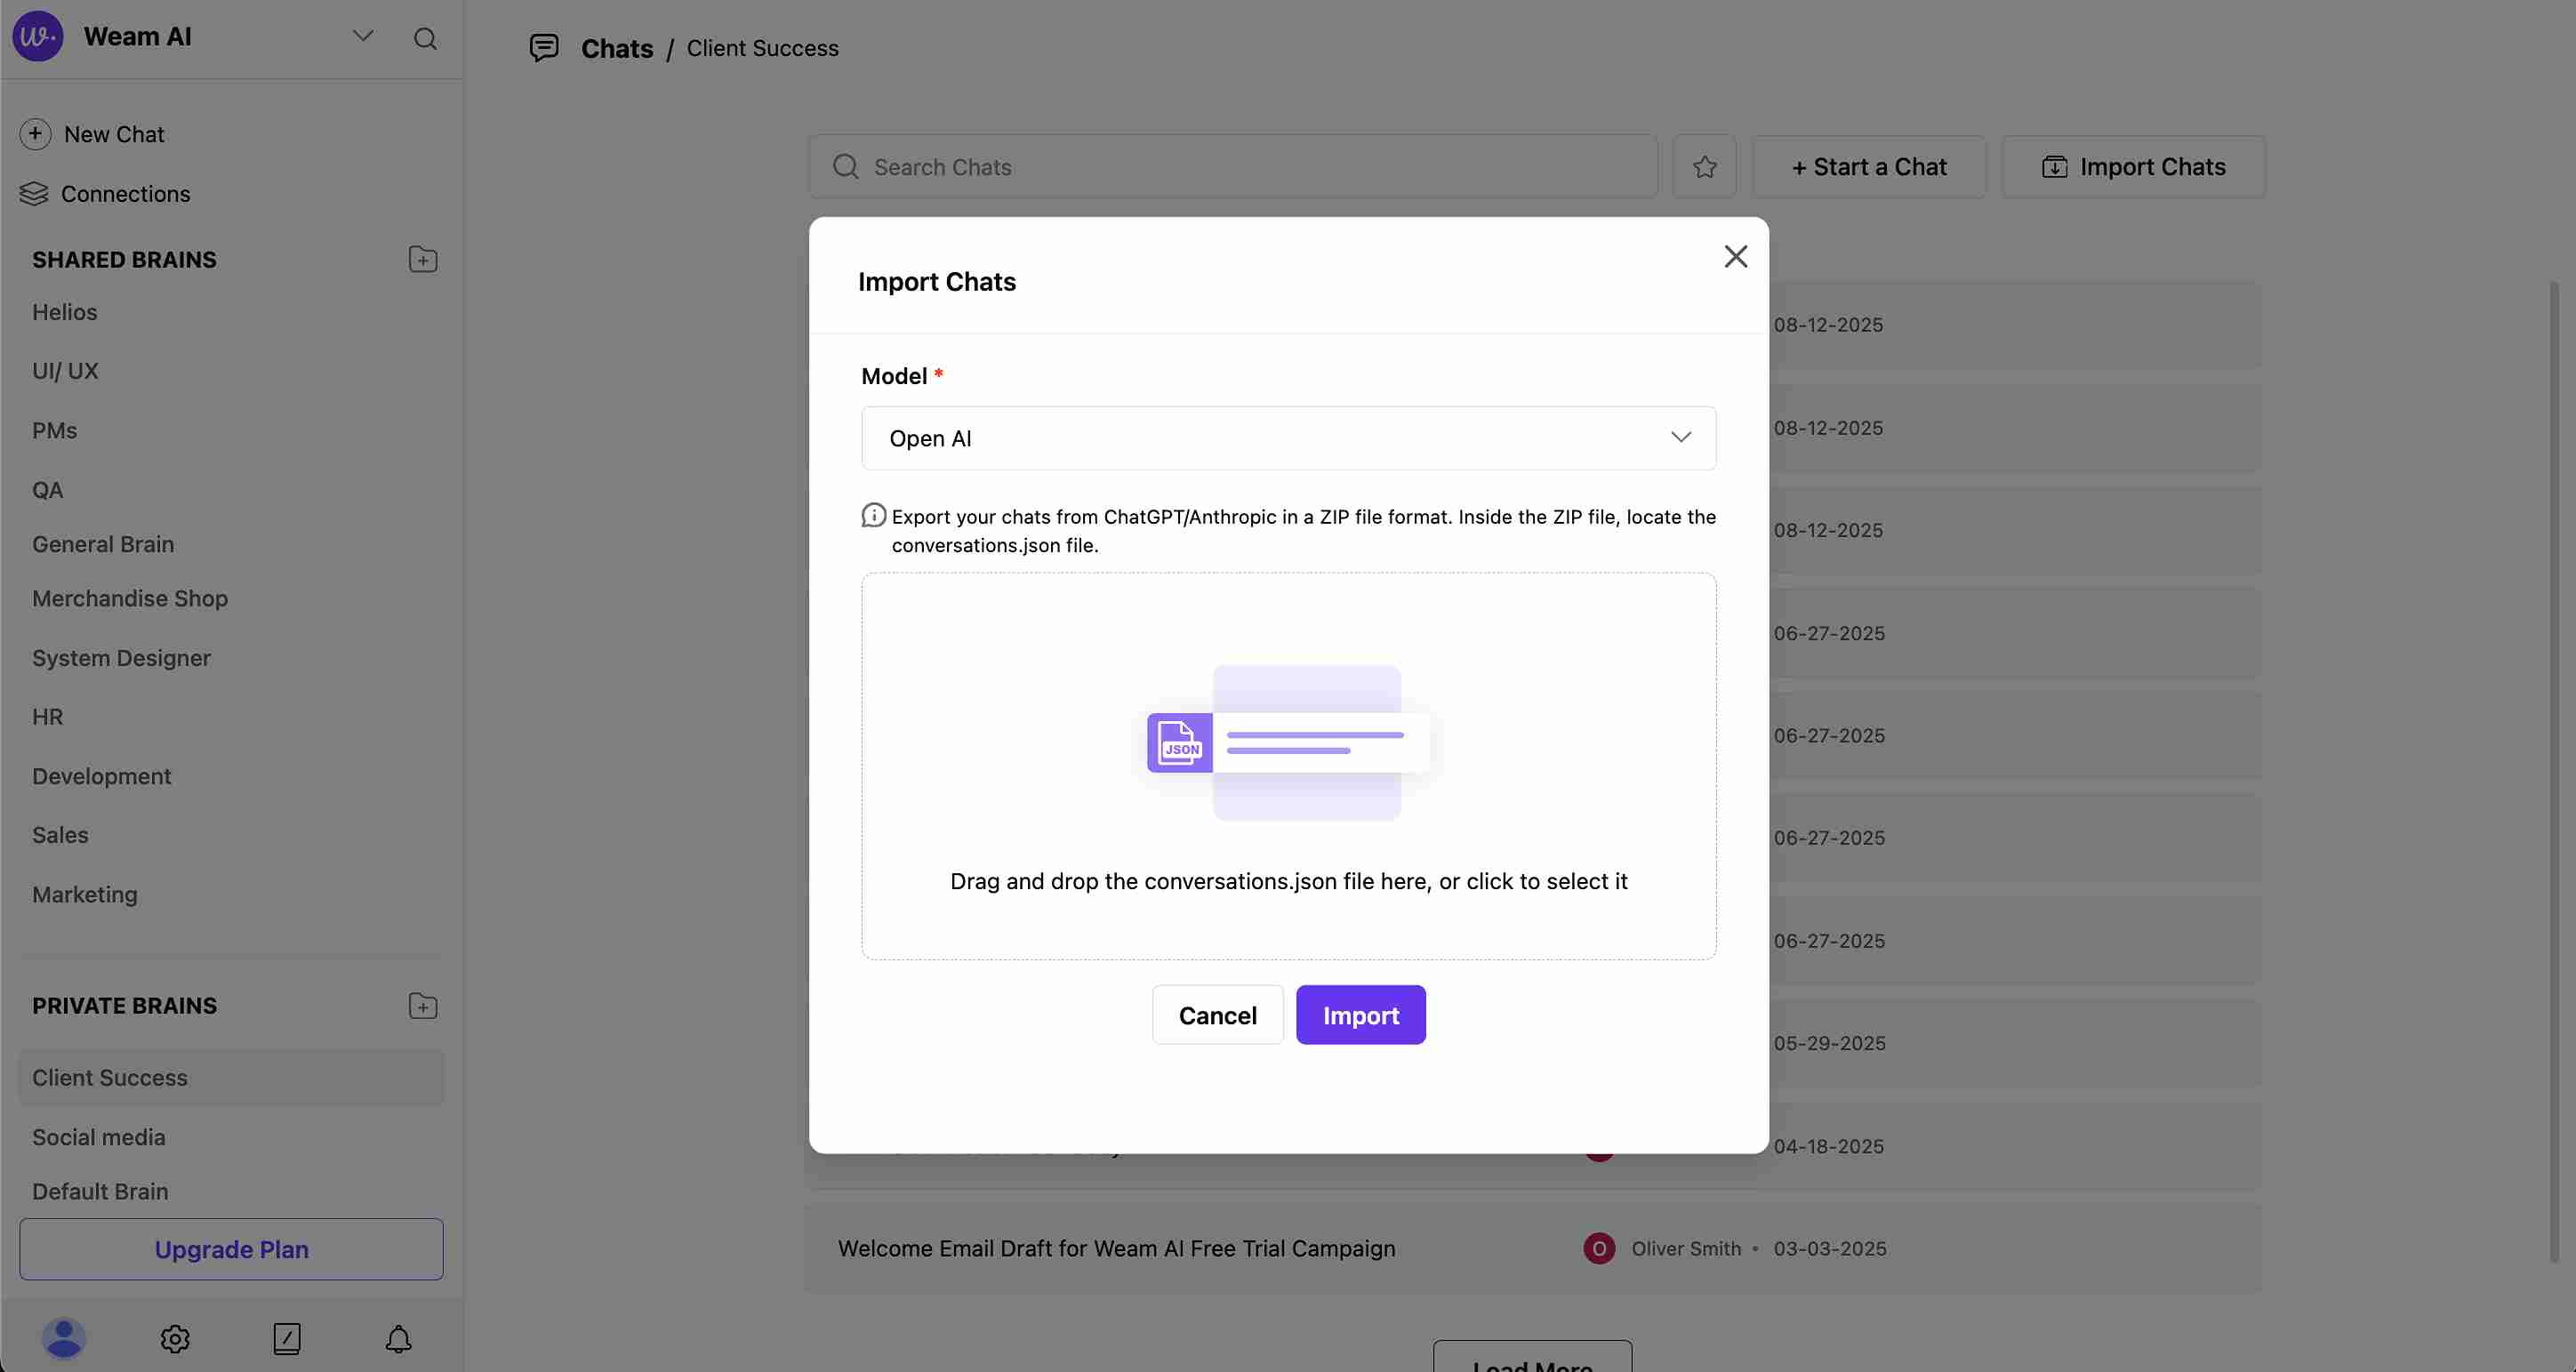 w.
Weam AI
New Chat
Connections
SHARED BRAINS
Helios
UI/ UX
PMs
QA
General Brain
Merchandise Shop
System Designer
HR
Development
Sales
Marketing
PRIVATE BRAINS
Client Success
Social media
Default Brain
Upgrade Plan
Chats / Client Success
Search Chats
+ Start a Chat
Import Chats
Import Chats
Model *
Open AI
Export your chats from ChatGPT/Anthropic in a ZIP file format. Inside the ZIP file, locate the
conversations.json file.
JSON
Drag and drop the conversations.json file here, or click to select it
Cancel
Import
08-12-2025
08-12-2025
08-12-2025
06-27-2025
06-27-2025
06-27-2025
06-27-2025
05-29-2025
04-18-2025
Welcome Email Draft for Weam AI Free Trial Campaign
O Oliver Smith • 03-03-2025
Load More